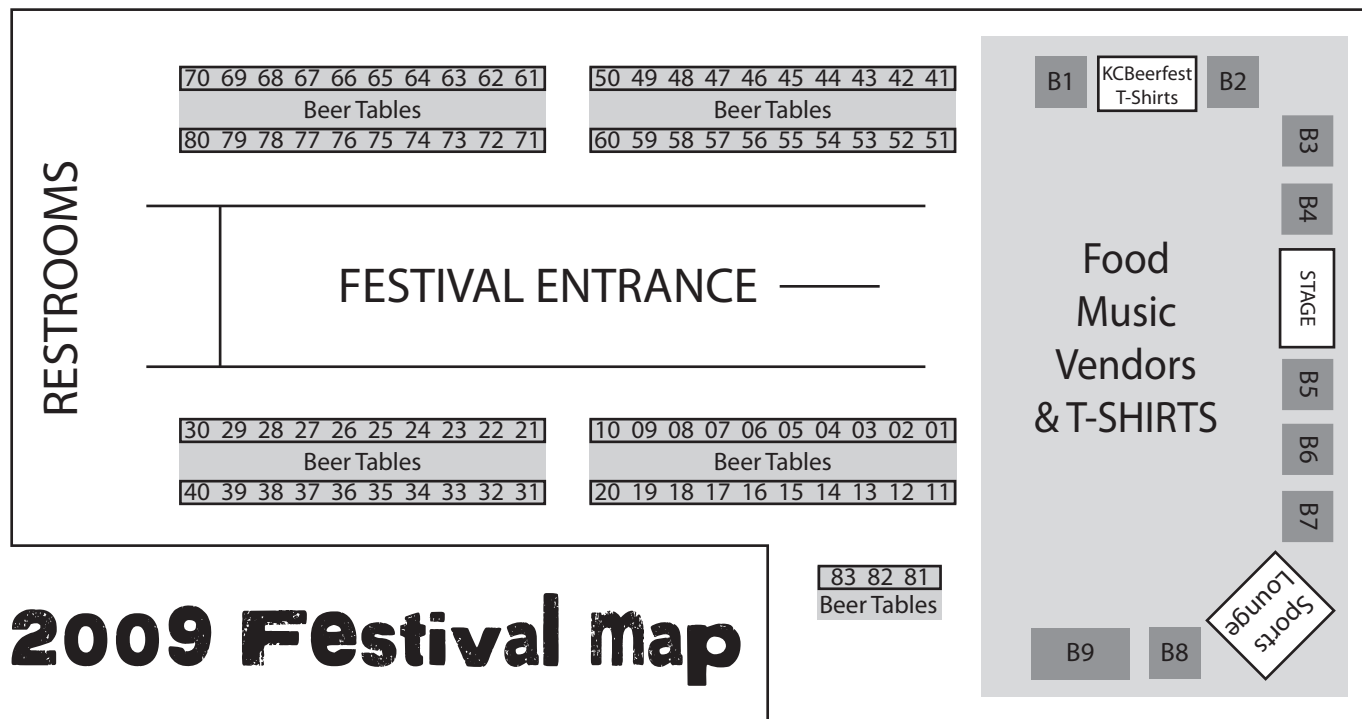 70 69 68 67 66 65 64 63 62 61
Beer Tables
80 79 78 77 76 75 74 73 72 71
50 49 48 47 46 45 44 43 42 41
Beer Tables
60 59 58 57 56 55 54 53 52 51
B1
KCBeerfest
T-Shirts
B2
B3
B4
STAGE
B5
B6
B7
Sports
Lounge
B8
B9
Food
Music
Vendors
& T-SHIRTS
RESTROOMS
FESTIVAL ENTRANCE
30 29 28 27 26 25 24 23 22 21
Beer Tables
40 39 38 37 36 35 34 33 32 31
10 09 08 07 06 05 04 03 02 01
Beer Tables
20 19 18 17 16 15 14 13 12 11
83 82 81
Beer Tables
2009 Festival map